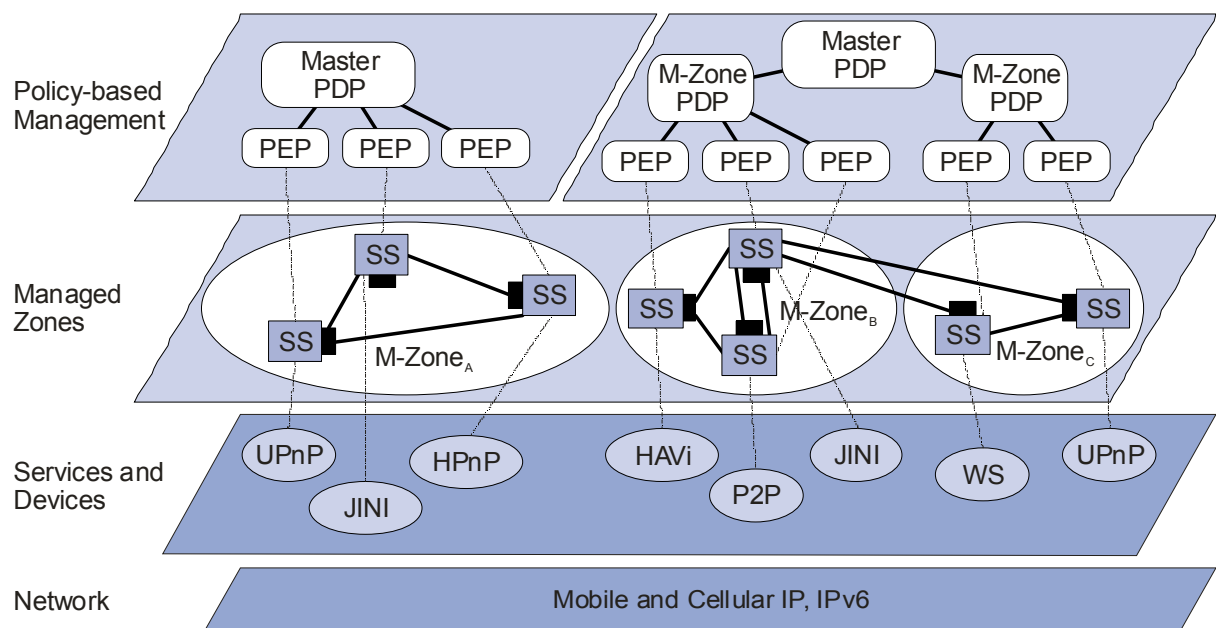 Policy-based
Management
Master
PDP
PEP
PEP
PEP
Master
PDP
M-Zone
PDP
M-Zone
PDP
PEP
PEP
PEP
PEP
PEP
Managed
Zones
SS
SS
SS
M-ZoneA
SS
SS
SS
M-ZoneB
SS
SS
M-ZoneC
Services and
Devices
UPnP
JINI
HPnP
HAVi
P2P
JINI
WS
UPnP
Network
Mobile and Cellular IP, IPv6